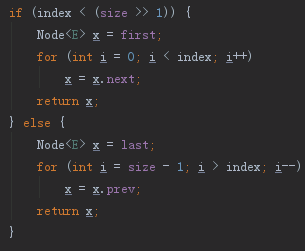 if (index < (size >> 1)) {
    Node<E> x = first;
    for (int i = 0; i < index; i++)
        x = x.next;
    return x;
} else {
    Node<E> x = last;
    for (int i = size - 1; i > index; i--)
        x = x.prev;
    return x;
}